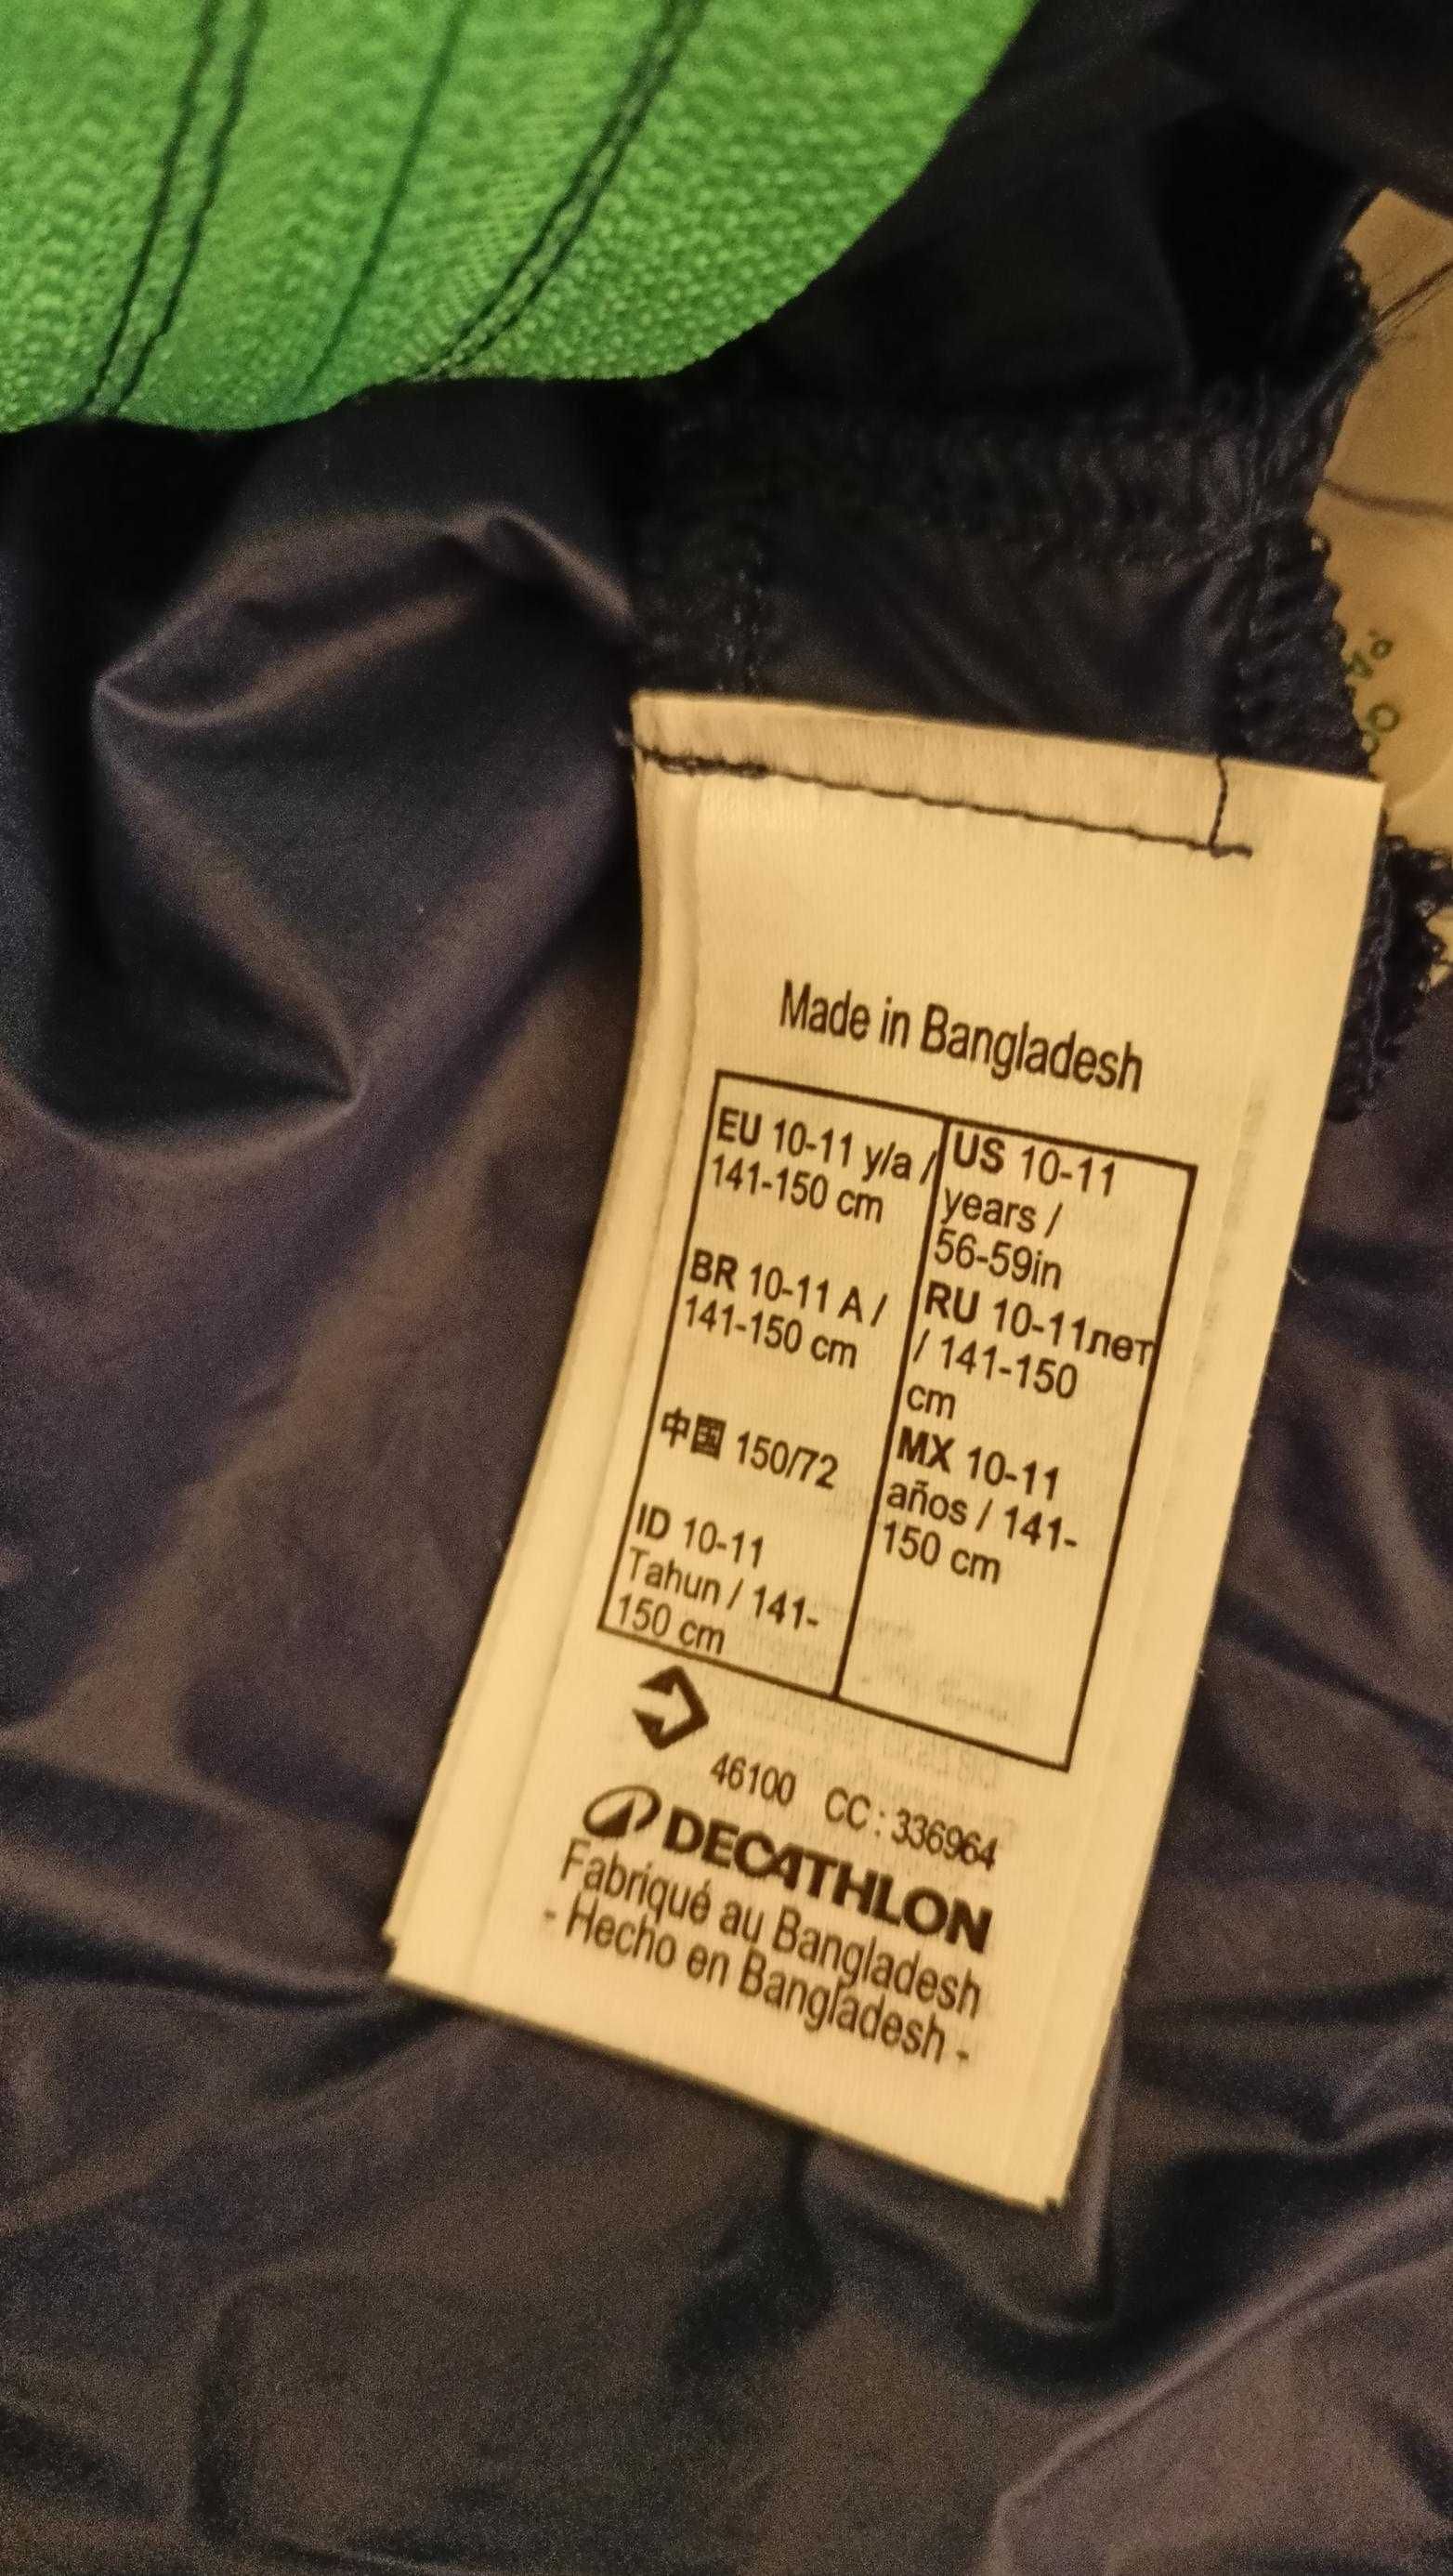 Made in Bangladesh
EU 10-11 y/a /
141-150 cm
BR 10-11 A /
141-150 cm
中国 150/72
ID 10-11
Tahun / 141-
150 cm
US 10-11
years /
56-59in
RU 10-11лет
/ 141-150
cm
MX 10-11
años / 141-
150 cm
46100 CC : 336964
DECATHLON
Fabriqué au Bangladesh
- Hecho en Bangladesh -